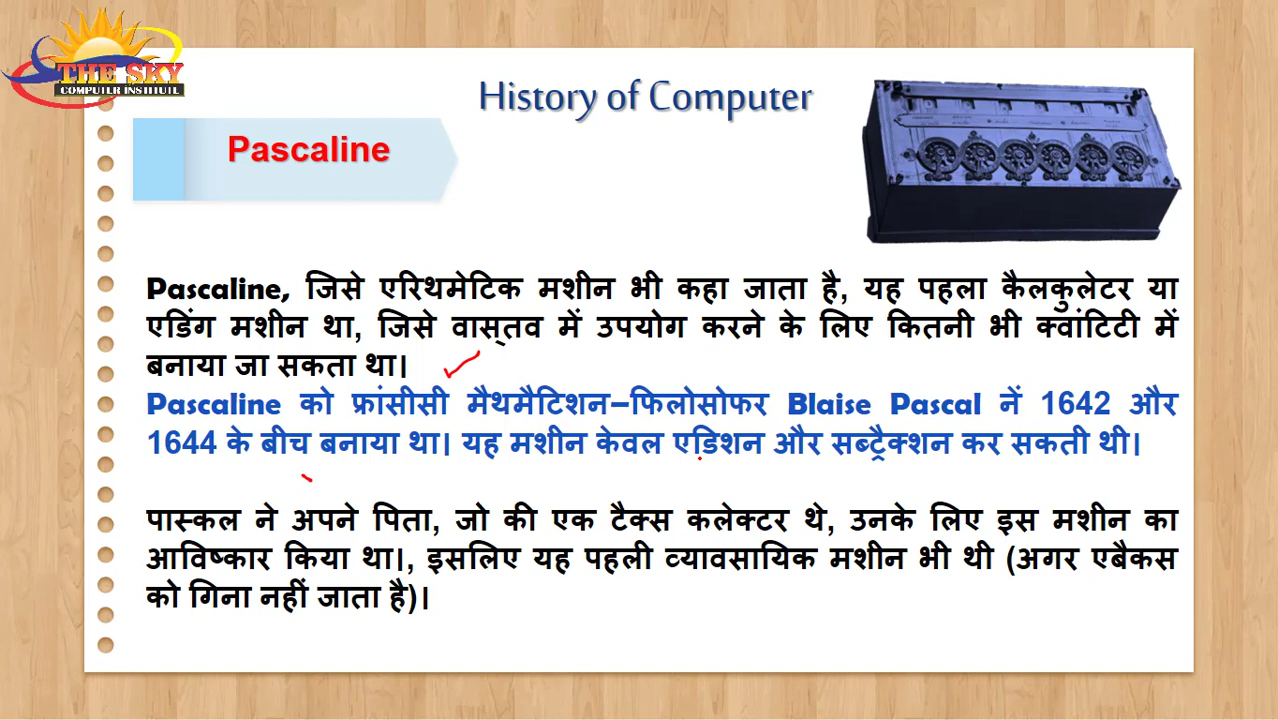 THE SKY
COMPUTER INSTITUTE
History of Computer
Pascaline
Pascaline, जिसे एरिथमेटिक मशीन भी कहा जाता है, यह पहला कैलकुलेटर या
एडिंग मशीन था, जिसे वास्तव में उपयोग करने के लिए कितनी भी क्वांटिटी में
बनाया जा सकता था।
Pascaline को फ्रांसीसी मैथमैटिशन–फिलोसोफर Blaise Pascal नें 1642 और
1644 के बीच बनाया था। यह मशीन केवल एडिशन और सब्ट्रैक्शन कर सकती थी।
पास्कल ने अपने पिता, जो की एक टैक्स कलेक्टर थे, उनके लिए इस मशीन का
आविष्कार किया था।, इसलिए यह पहली व्यावसायिक मशीन भी थी (अगर एबैकस
को गिना नहीं जाता है)।